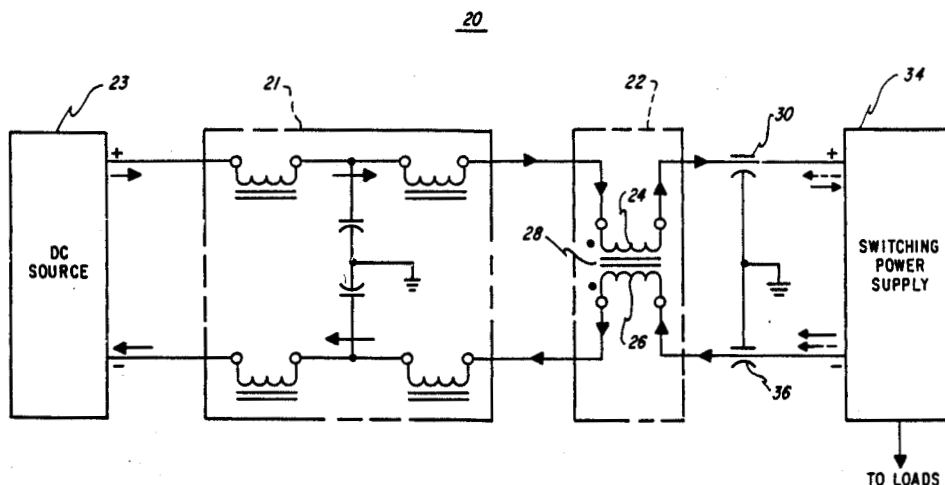 20
23
21
22
30
34
+
+
24
28
DC
SOURCE
SWITCHING
POWER
SUPPLY
26
-
-
36
TO LOADS